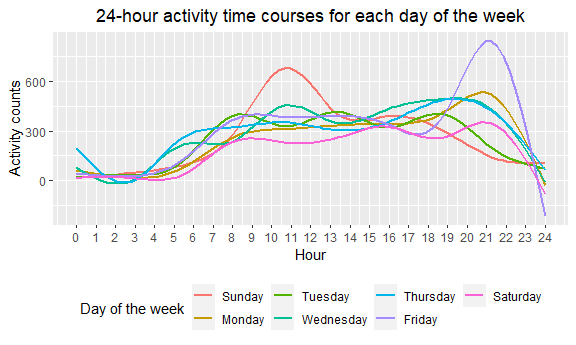 24-hour activity time courses for each day of the week
Activity counts
600
300
0
0 1 2 3 4 5 6 7 8 9 10 11 12 13 14 15 16 17 18 19 20 21 22 23 24
Hour
Day of the week
Sunday Tuesday Thursday Saturday
Monday Wednesday Friday